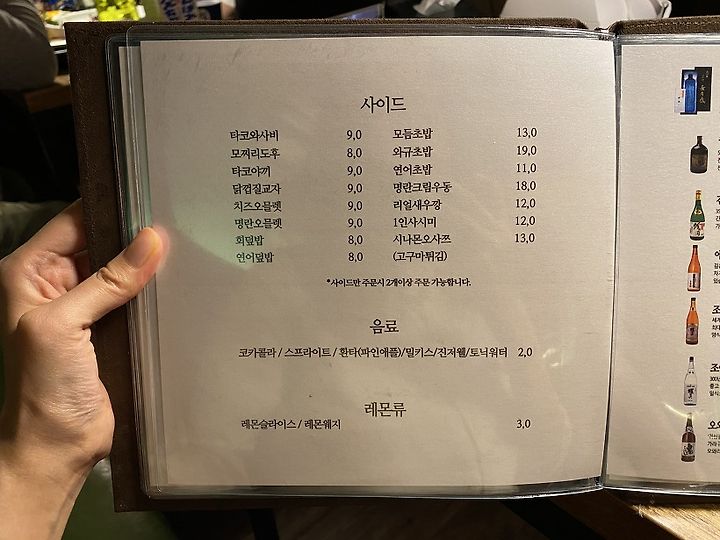 사이드
타코와사비 9,0
모찌리도후 8,0
타코야끼 9,0
닭껍질교자 9,0
치즈오믈렛 9,0
명란오믈렛 9,0
회덮밥 8,0
연어덮밥 8,0
모듬초밥 13,0
와규초밥 19,0
연어초밥 11,0
명란크림우동 18,0
리얼새우깡 12,0
1인사시미 12,0
시나몬오사쯔 13,0
(고구마튀김)
*사이드만 주문시 2개이상 주문 가능합니다.
음료
코카콜라 / 스프라이트 / 환타(파인애플)/밀키스/진저웰/토닉워터 2,0
레몬류
레몬슬라이스 / 레몬웨지 3,0